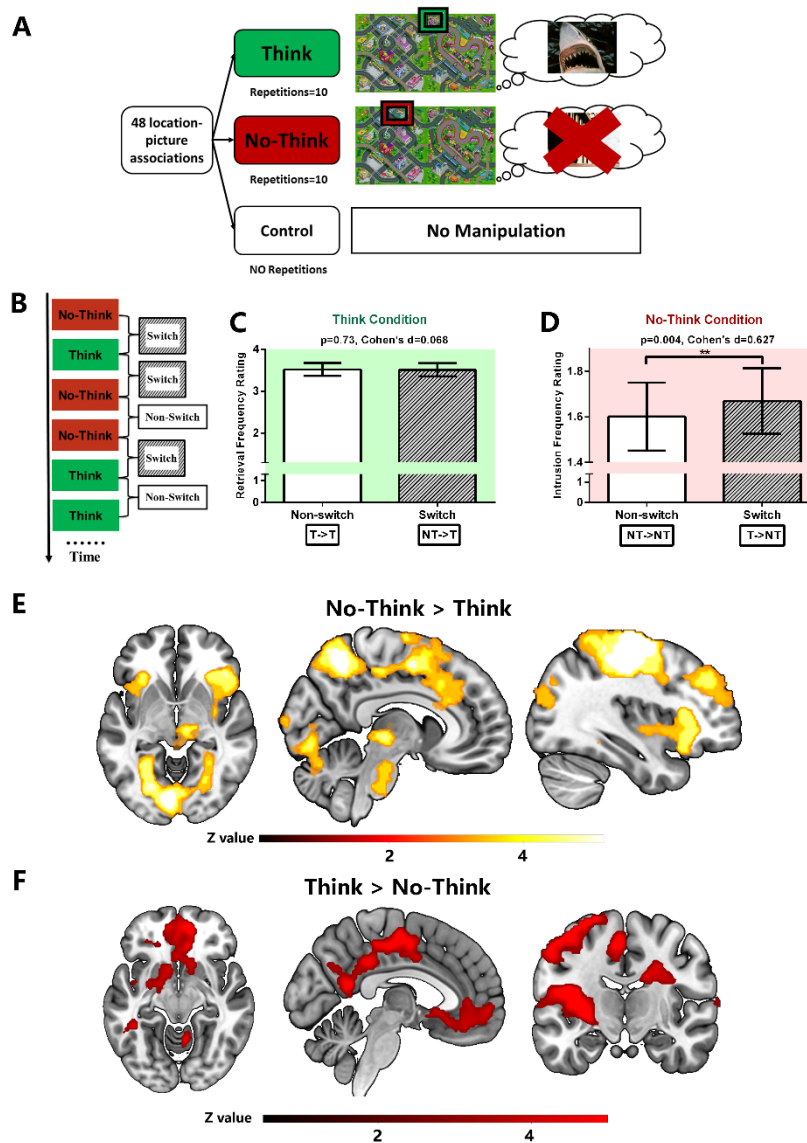 A
48 location-
picture
associations
Think
Repetitions=10
No-Think
Repetitions=10
Control
NO Repetitions
No Manipulation
B
No-Think
Think
No-Think
No-Think
Think
Think
Switch
Switch
Non-Switch
Switch
Non-Switch
......
Time
C
Think Condition
p=0.73, Cohen's d=0.068
Retrieval Frequency Rating
4
3
2
1
0
Non-switch
Switch
T->T
NT->T
D
No-Think Condition
p=0.004, Cohen's d=0.627
**
Intrusion Frequency Rating
1.8
1.6
1.4
1
0
Non-switch
Switch
NT->NT
T->NT
E
No-Think > Think
Z value
2
4
F
Think > No-Think
Z value
2
4